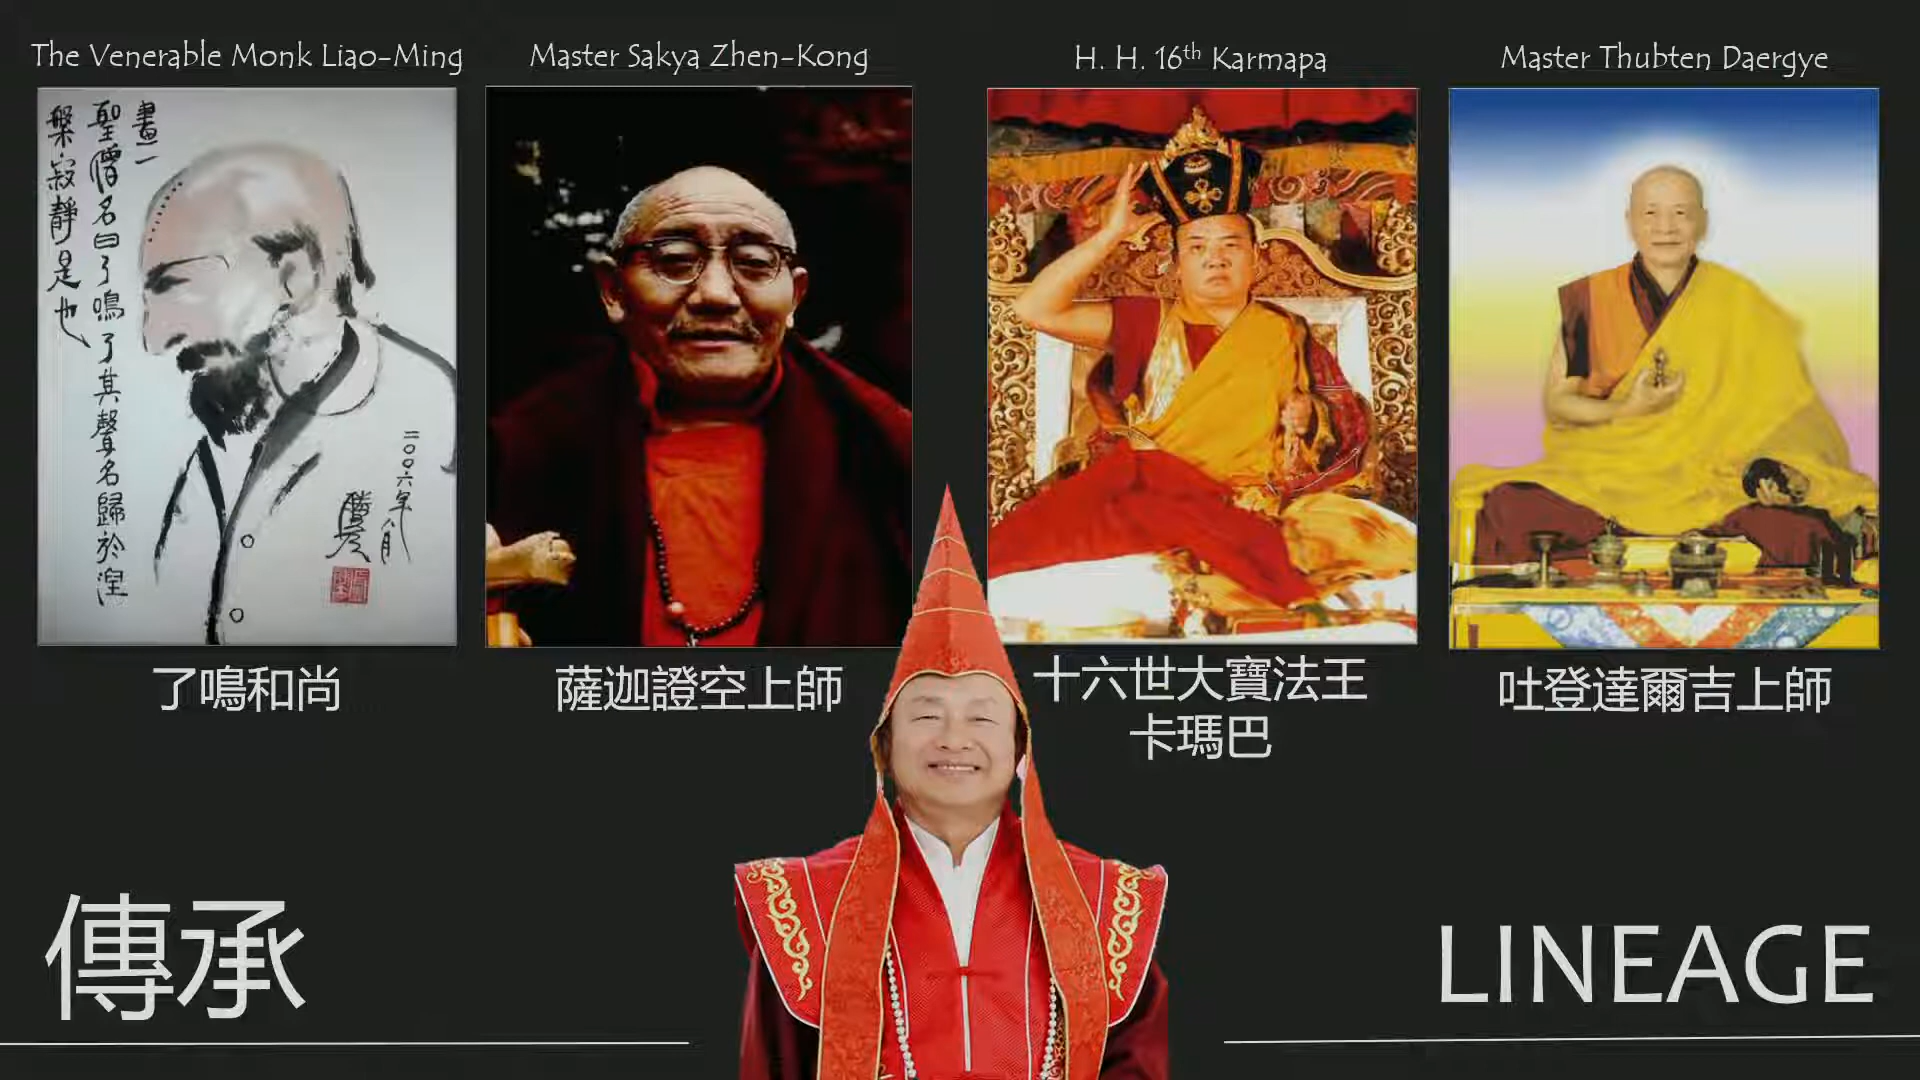 The Venerable Monk Liao-Ming
Master Sakya Zhen-Kong
H. H. 16th Karmapa
Master Thubten Daergye
畫一
聖僧名曰了鳴了其聲名歸於涅
槃寂靜是也
二00六年
八月
了鳴和尚
薩迦證空上師
十六世大寶法王
卡瑪巴
吐登達爾吉上師
傳承
LINEAGE